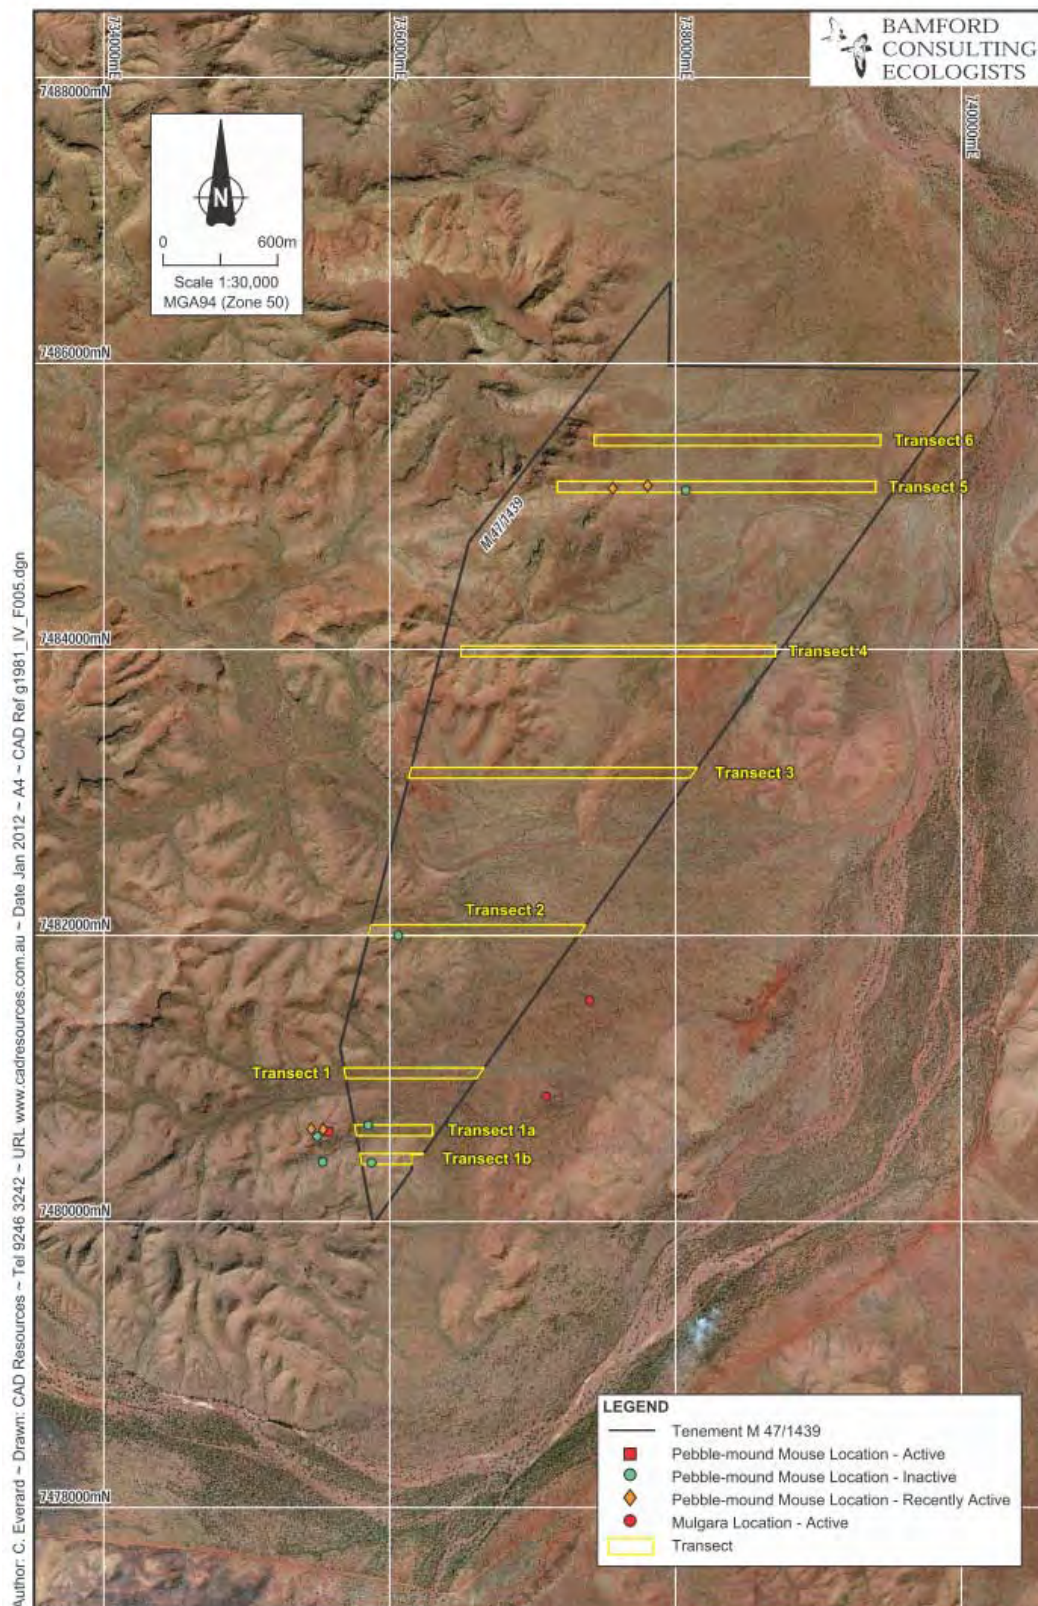 BAMFORD
CONSULTING
ECOLOGISTS
734000mE
736000mE
738000mE
740000mE
7488000mN
N
0 600m
Scale 1:30,000
MGA94 (Zone 50)
7486000mN
Transect 6
Transect 5
M 47/1439
7484000mN
Transect 4
Transect 3
7482000mN
Transect 2
Transect 1
Transect 1a
Transect 1b
7480000mN
7478000mN
LEGEND
Tenement M 47/1439
Pebble-mound Mouse Location - Active
Pebble-mound Mouse Location - Inactive
Pebble-mound Mouse Location - Recently Active
Mulgara Location - Active
Transect
Author: C. Everard ~ Drawn: CAD Resources ~ Tel 9246 3242 ~ URL www.cadresources.com.au ~ Date Jan 2012 ~ A4 ~ CAD Ref g1981_IV_F005.dgn